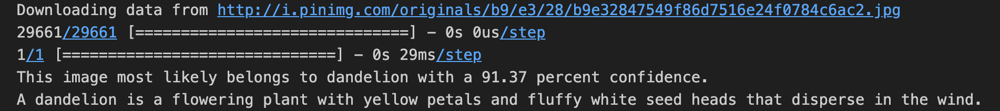 Downloading data from http://i.pinimg.com/originals/b9/e3/28/b9e32847549f86d7516e24f0784c6ac2.jpg
29661/29661 [==============================] - 0s 0us/step
1/1 [==============================] - 0s 29ms/step
This image most likely belongs to dandelion with a 91.37 percent confidence.
A dandelion is a flowering plant with yellow petals and fluffy white seed heads that disperse in the wind.